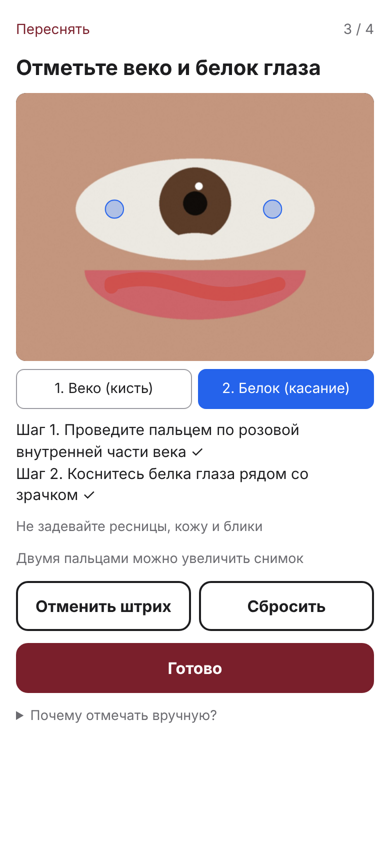 Переснять
3 / 4
Отметьте веко и белок глаза
1. Веко (кисть)
2. Белок (касание)
Шаг 1. Проведите пальцем по розовой
внутренней части века ✓
Шаг 2. Коснитесь белка глаза рядом со
зрачком ✓
Не задевайте ресницы, кожу и блики
Двумя пальцами можно увеличить снимок
Отменить штрих
Сбросить
Готово
Почему отмечать вручную?